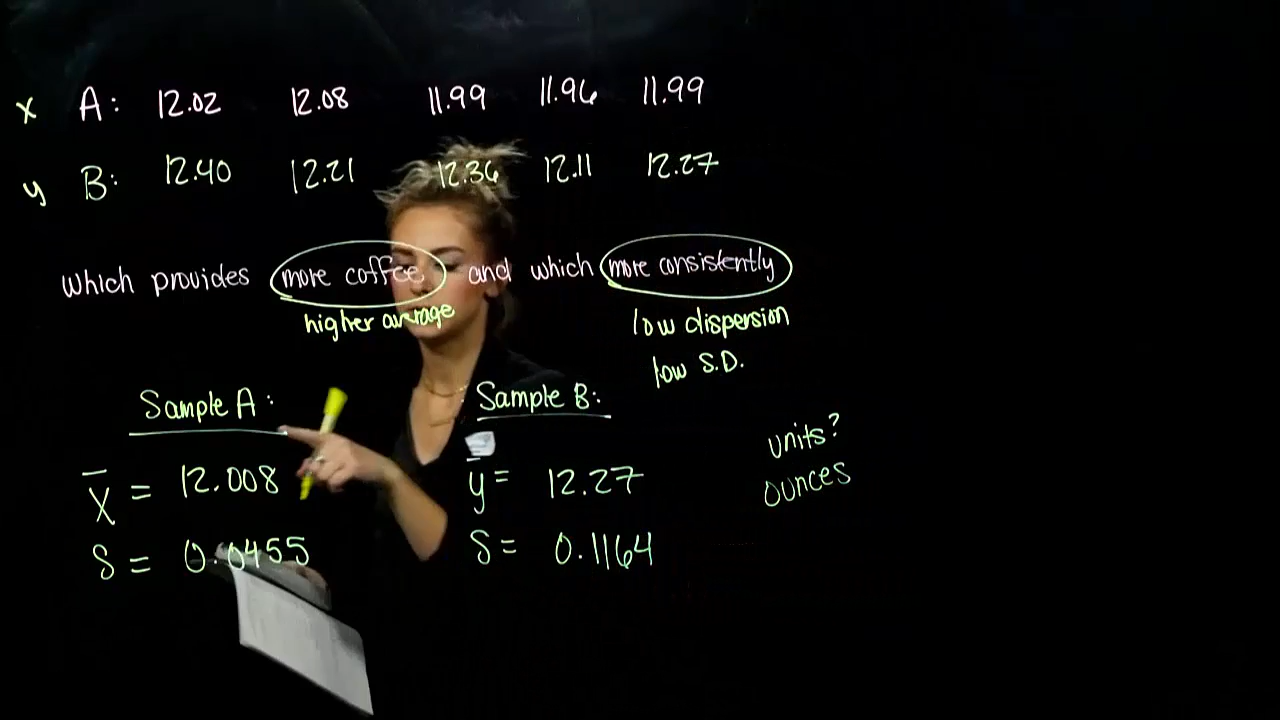 x A: 12.02 12.08 11.99 11.96 11.99
y B: 12.40 12.21 12.36 12.11 12.27
Which provides more coffee and which more consistently
higher average low dispersion
low S.D.
Sample A: Sample B:
units?
x̄ = 12.008 ȳ = 12.27
ounces
S = 0.0455 S = 0.1164